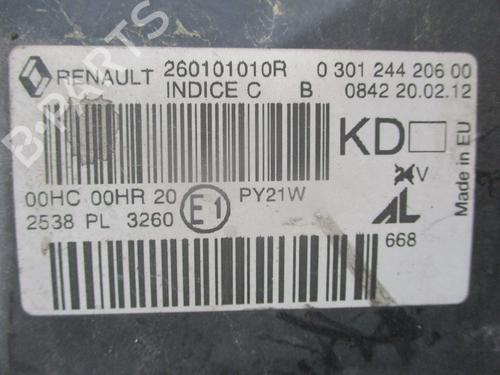 RENAULT 260101010R 0 301 244 206 00
INDICE C B 0842 20.02.12
KD
24V
Made in EU
00HC 00HR 20 E1 PY21W
2538 PL 3260
AL
668
B-PARTS